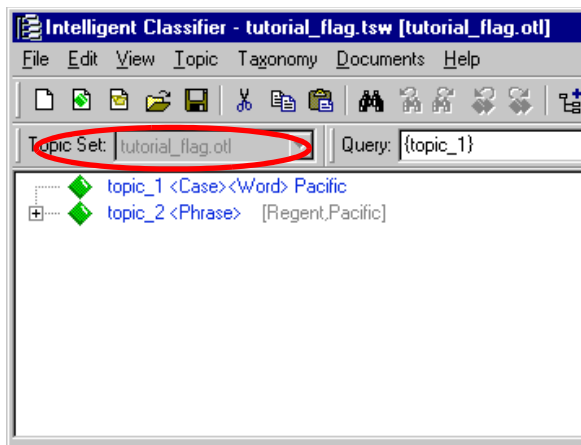 Intelligent Classifier - tutorial_flag.tsw [tutorial_flag.otl]
File Edit View Topic Taxonomy Documents Help
Topic Set: tutorial_flag.otl Query: {topic_1}
topic_1 <Case><Word> Pacific
topic_2 <Phrase> [Regent,Pacific]